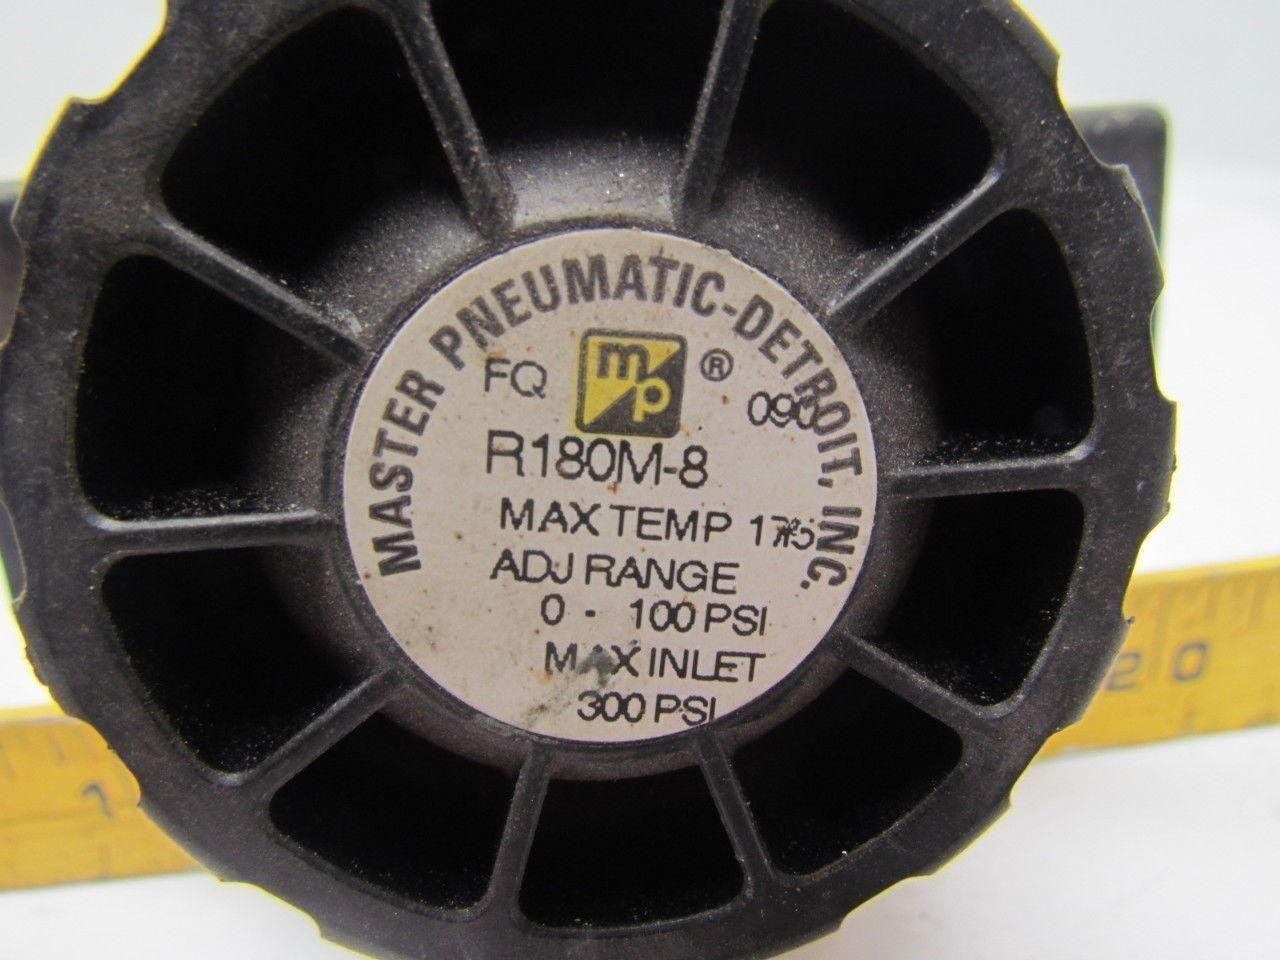 MASTER PNEUMATIC-DETROIT, INC.
FQ
mp ®
R180M-8
MAX TEMP 175
ADJ RANGE
0 - 100 PSI
MAX INLET
300 PSI
1
20